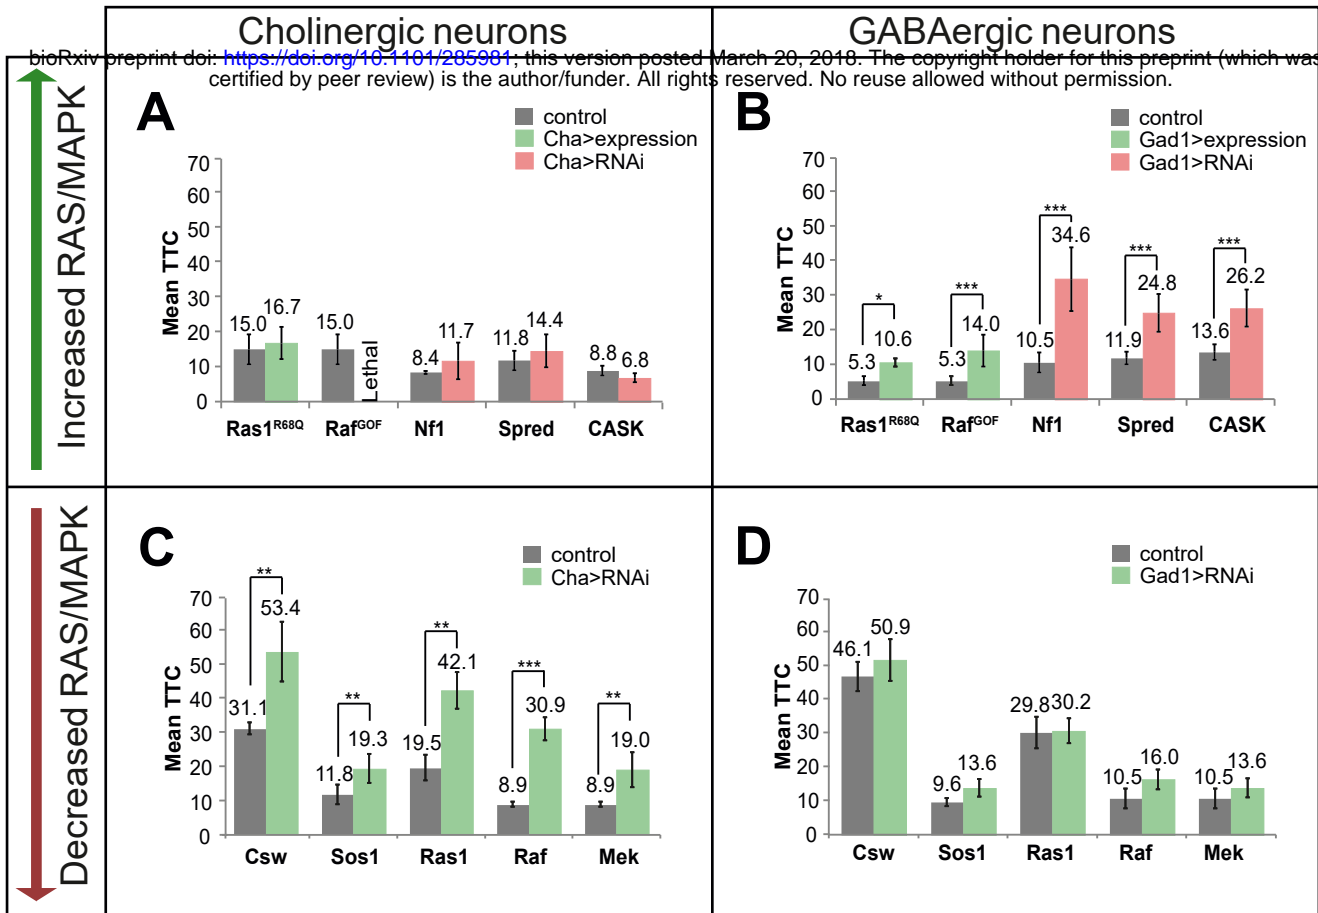 Cholinergic neurons
GABAergic neurons
bioRxiv preprint doi: https://doi.org/10.1101/285981; this version posted March 20, 2018. The copyright holder for this preprint (which was
certified by peer review) is the author/funder. All rights reserved. No reuse allowed without permission.
Increased RAS/MAPK
A
control
Cha>expression
Cha>RNAi
Mean TTC
70
60
50
40
30
20
10
0
15.0
16.7
15.0
Lethal
8.4
11.7
11.8
14.4
8.8
6.8
Ras1R68Q
RafGOF
Nf1
Spred
CASK
B
control
Gad1>expression
Gad1>RNAi
Mean TTC
70
60
50
40
30
20
10
0
*
5.3
10.6
***
5.3
14.0
***
10.5
34.6
***
11.9
24.8
***
13.6
26.2
Ras1R68Q
RafGOF
Nf1
Spred
CASK
Decreased RAS/MAPK
C
control
Cha>RNAi
Mean TTC
70
60
50
40
30
20
10
0
**
31.1
53.4
**
11.8
19.3
**
19.5
42.1
***
8.9
30.9
**
8.9
19.0
Csw
Sos1
Ras1
Raf
Mek
D
control
Gad1>RNAi
Mean TTC
70
60
50
40
30
20
10
0
46.1
50.9
9.6
13.6
29.8
30.2
10.5
16.0
10.5
13.6
Csw
Sos1
Ras1
Raf
Mek